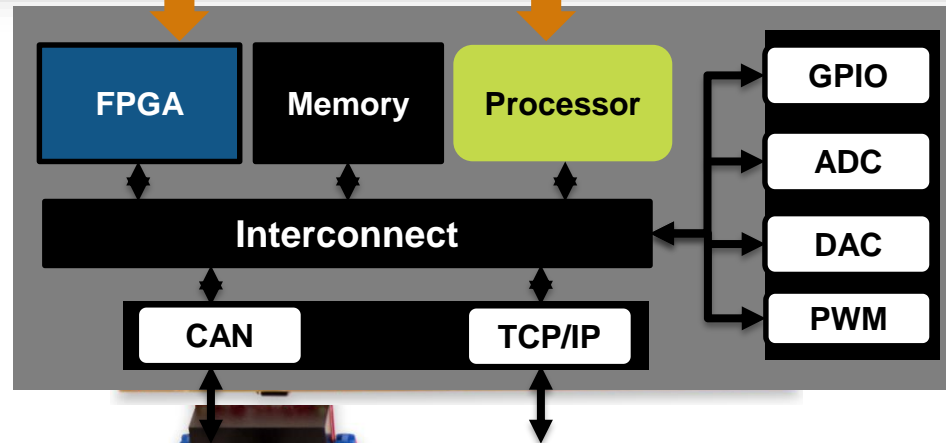 FPGA
Memory
Processor
Interconnect
CAN
TCP/IP
GPIO
ADC
DAC
PWM